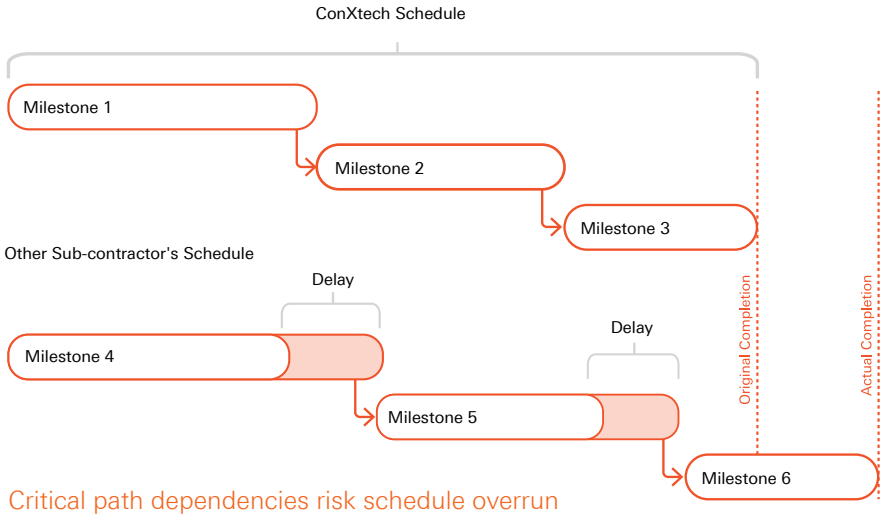 ConXtech Schedule
Milestone 1
Milestone 2
Milestone 3
Other Sub-contractor's Schedule
Delay
Delay
Milestone 4
Milestone 5
Milestone 6
Original Completion
Actual Completion
Critical path dependencies risk schedule overrun